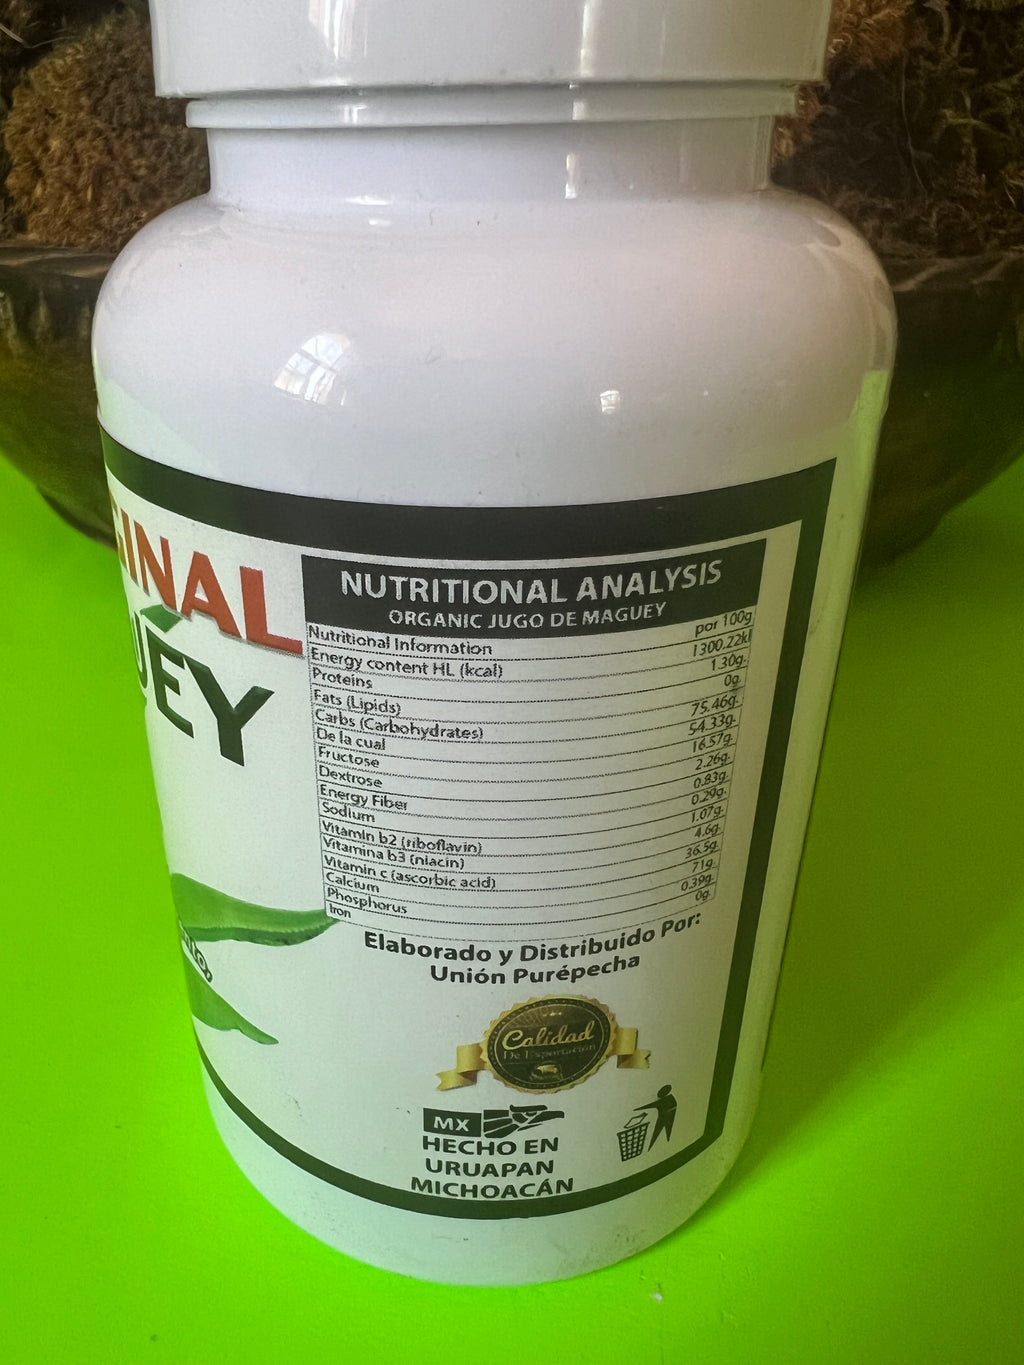 GINAL
UÉY
NUTRITIONAL ANALYSIS
ORGANIC JUGO DE MAGUEY
Nutritional Information por 100g
Energy content HL (kcal) 1300.22kl
Proteins 1.30g.
Fats (Lipids) 0g.
Carbs (Carbohydrates) 75.46g.
De la cual 54.33g.
Fructose 16.57g.
Dextrose 2.26g.
Energy Fiber 0.83g.
Sodium 0.29g.
Vitamin b2 (riboflavin) 1.07g.
Vitamina b3 (niacin) 4.6g.
Vitamin c (ascorbic acid) 36.5g.
Calcium 71g.
Phosphorus 0.39g.
Iron 0g.
Elaborado y Distribuido Por:
Unión Purépecha
Calidad
De Exportación
MX
HECHO EN
URUAPAN
MICHOACÁN